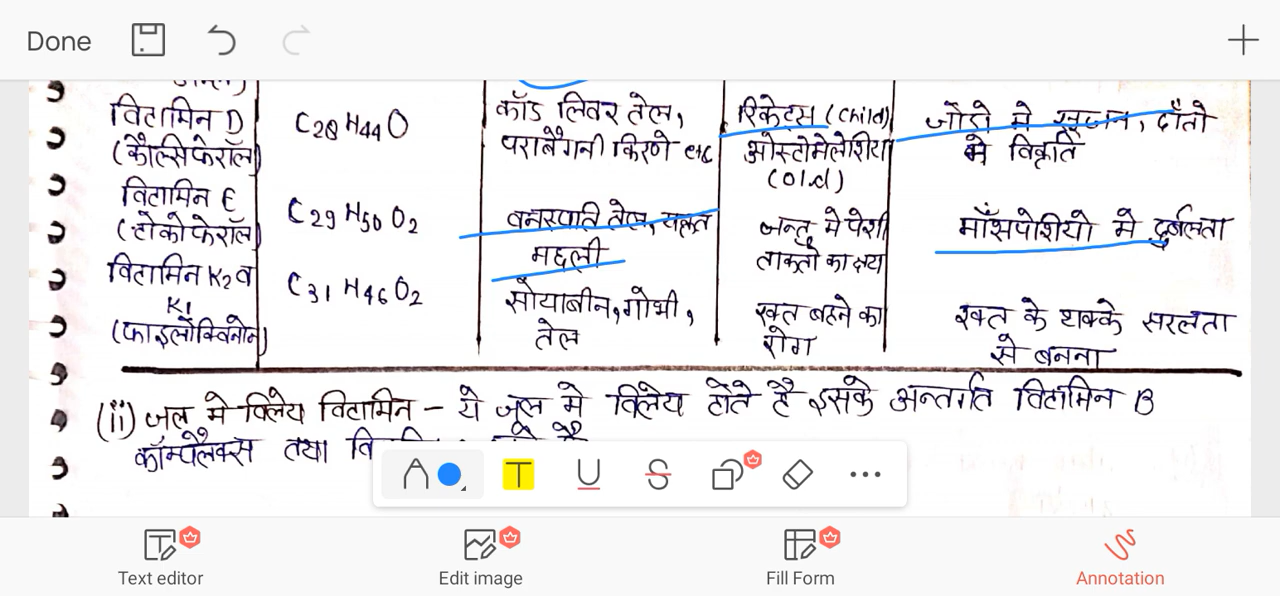 Done
विटामिन D
(कैल्सिफेरॉल)
C28H44O
कॉड लिवर तेल,
पराबैंगनी किरणे etc
रिकेट्स (child)
ओस्टोमेलेशिया
(old)
जोडो मे सूजन, दाँतो
मे विकृति
विटामिन E
(टोकोफेरॉल)
C29H50O2
वनस्पति तेल, यकृत
मछली
जन्तु मे पेशी
ताकतो का क्षय
माँसपेशियो मे दुर्बलता
विटामिन K2 व
K1
(फाइलोक्विनोन)
C31H46O2
सोयाबीन, गोभी,
तेल
रक्त बहने का
रोग
रक्त के थक्के सरलता
से बनना
(ii) जल मे विलेय विटामिन - ये जल मे विलेय होते है इसके अन्तर्गत विटामिन B
कॉम्पलैक्स तथा
T
U
S
Text editor
Edit image
Fill Form
Annotation